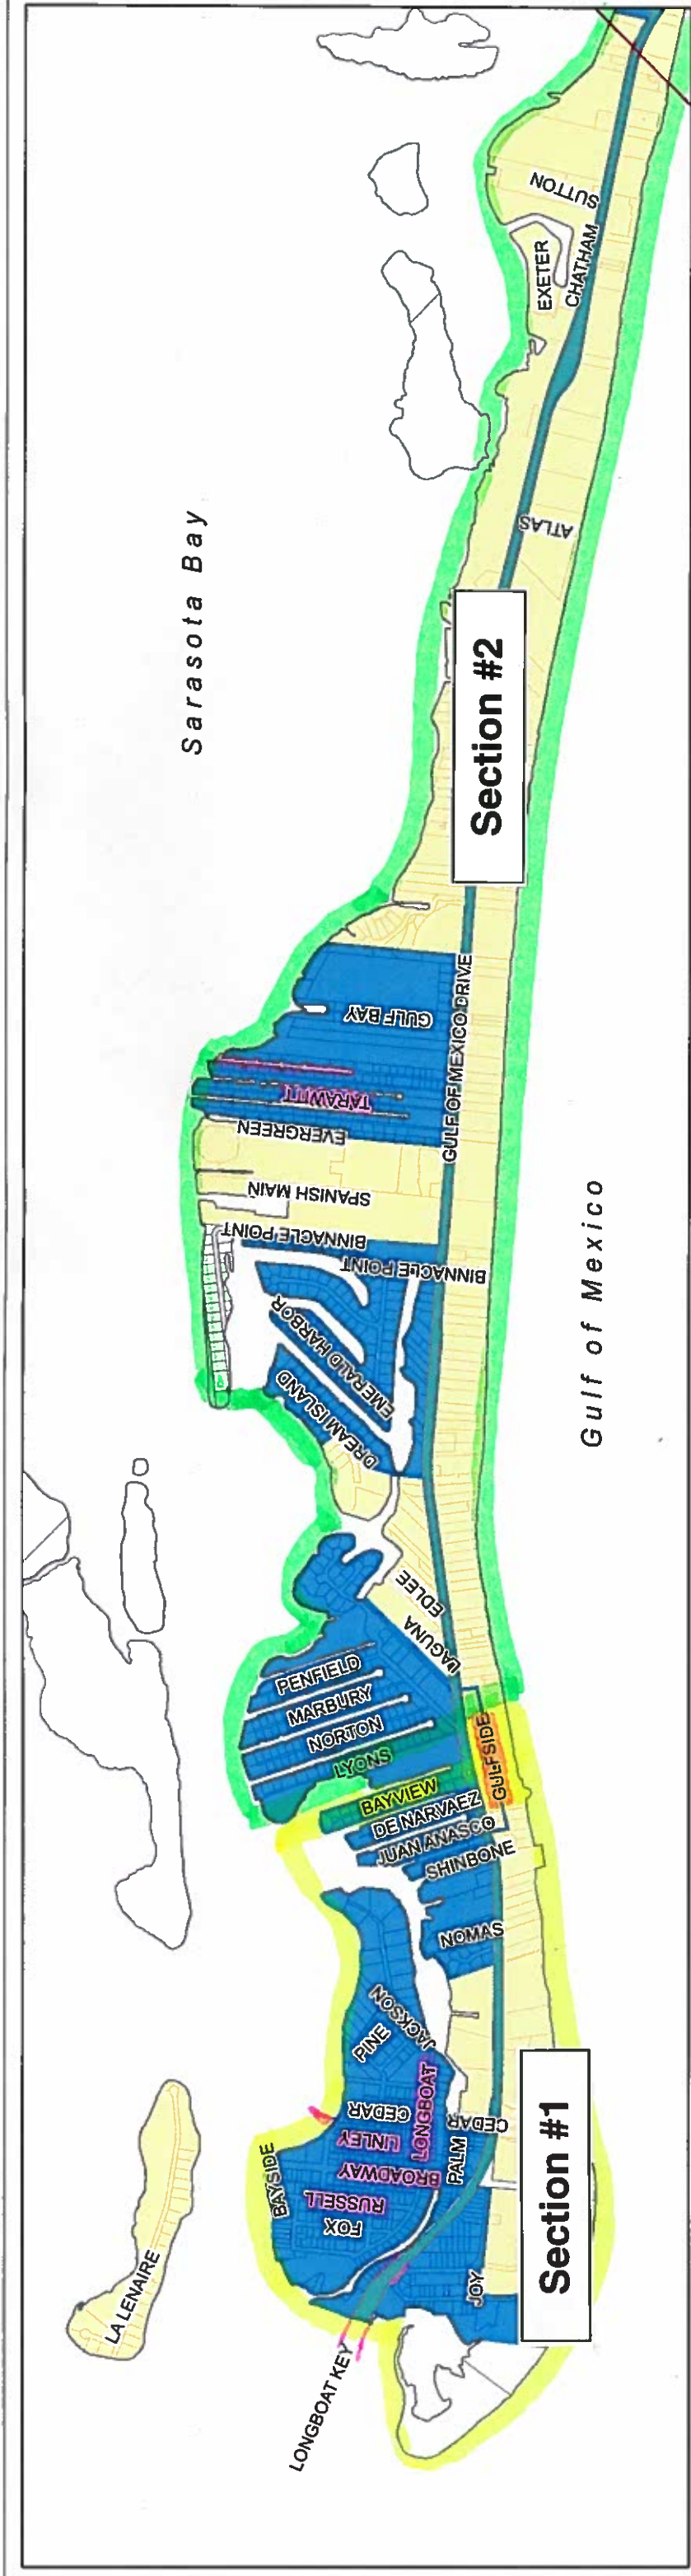 Sarasota Bay
SUTTON
EXETER
CHATHAM
ATLAS
Section #2
GULF BAY
GULF OF MEXICO DRIVE
TARAWITT
EVERGREEN
SPANISH MAIN
BINNACLE POINT
BINNACLE POINT
EMERALD HARBOR
DREAM ISLAND
Gulf of Mexico
EDLEE
LAGUNA
PENFIELD
MARBURY
NORTON
LYONS
GULFSIDE
BAYVIEW
DE NARVAEZ
JUAN ANASCO
SHINBONE
NOMAS
JACKSON
PINE
LONGBOAT
CEDAR
CEDAR
LINLEY
BROADWAY
PALM
BAYSIDE
RUSSELL
FOX
JOY
Section #1
LA LENAIRE
LONGBOAT KEY